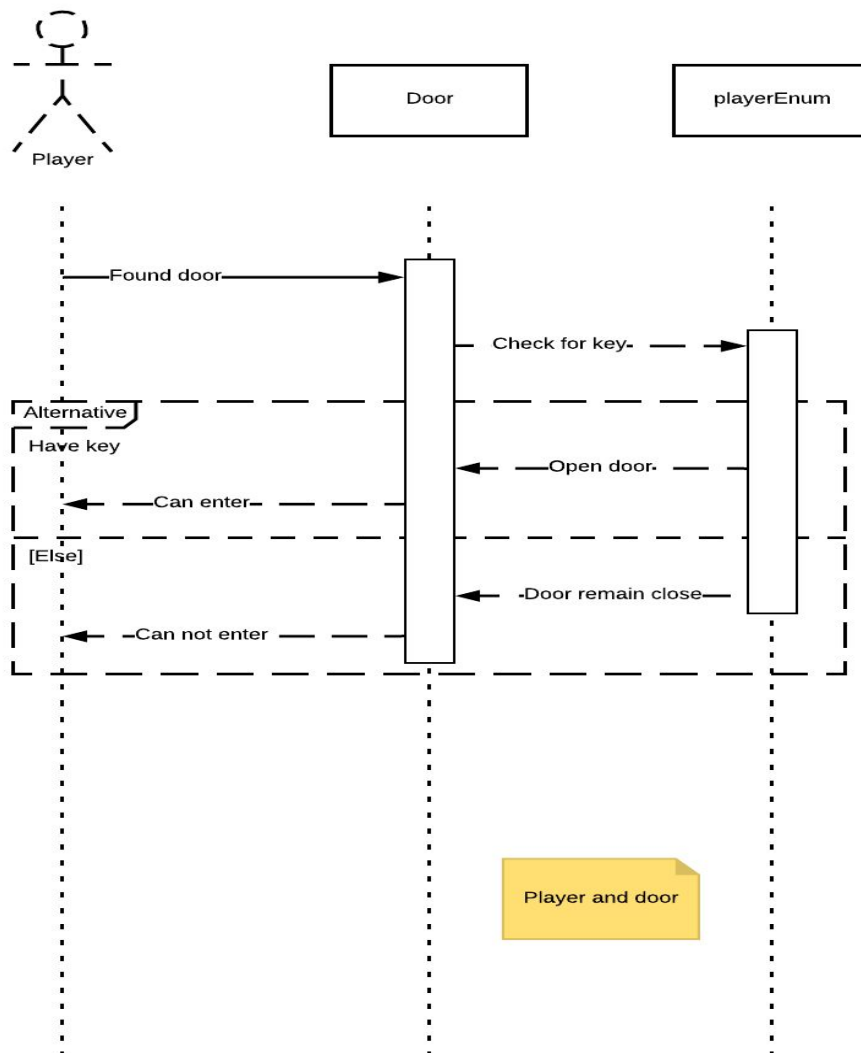 Player
Door
playerEnum
Found door
Check for key
Alternative
Have key
Open door
Can enter
[Else]
Door remain close
Can not enter
Player and door